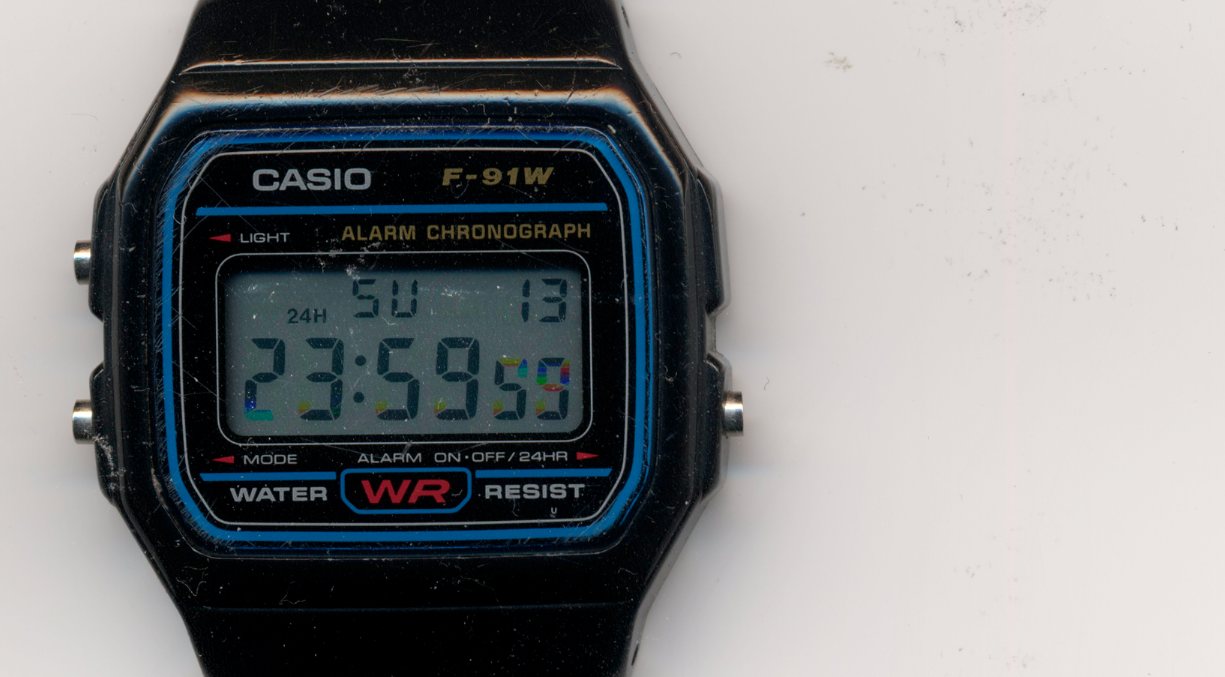 CASIO F-91W
LIGHT ALARM CHRONOGRAPH
SU 13
24H
23:59 59
MODE ALARM ON·OFF/24HR
WATER WR RESIST